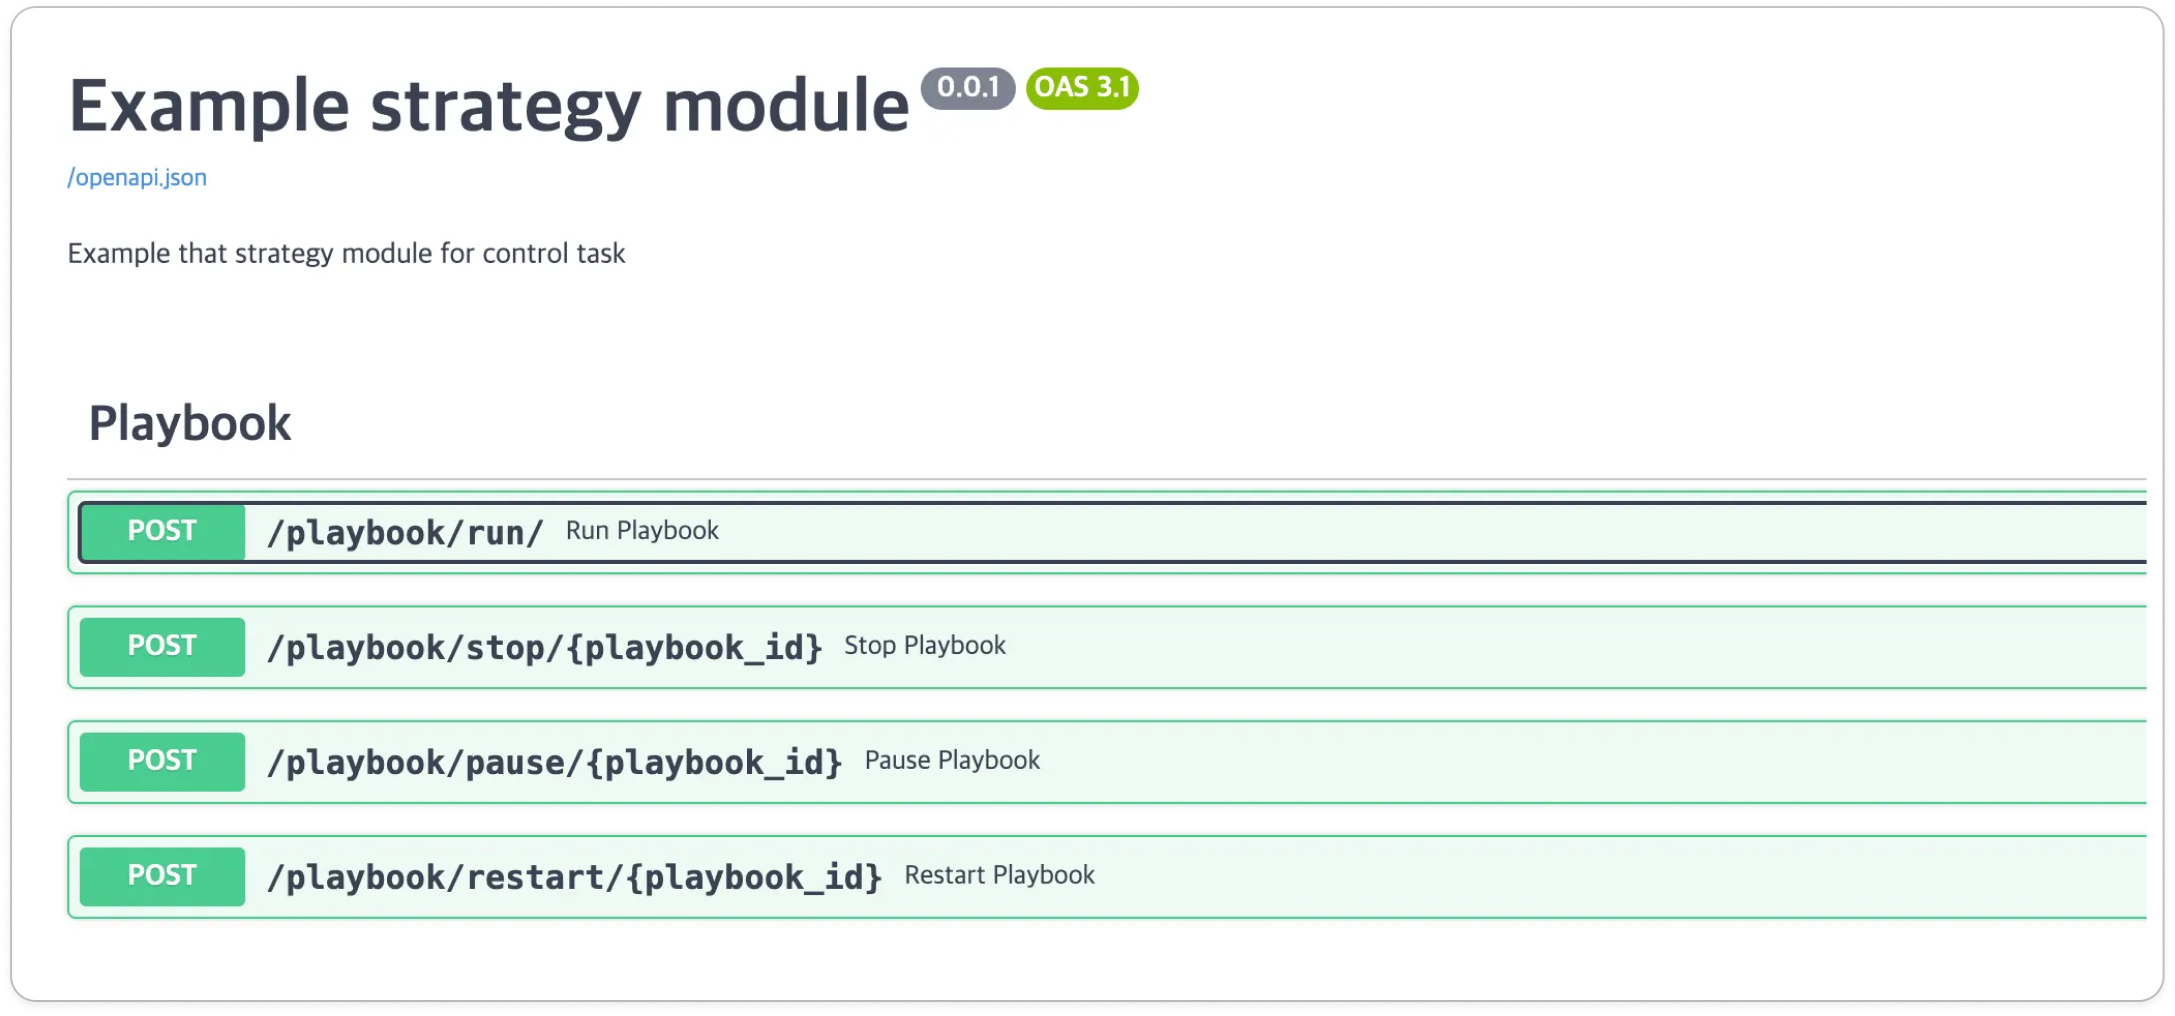 Example strategy module 0.0.1 OAS 3.1
/openapi.json
Example that strategy module for control task
Playbook
POST /playbook/run/ Run Playbook
POST /playbook/stop/{playbook_id} Stop Playbook
POST /playbook/pause/{playbook_id} Pause Playbook
POST /playbook/restart/{playbook_id} Restart Playbook